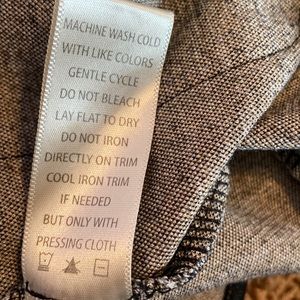 MACHINE WASH COLD
WITH LIKE COLORS
GENTLE CYCLE
DO NOT BLEACH
LAY FLAT TO DRY
DO NOT IRON
DIRECTLY ON TRIM
COOL IRON TRIM
IF NEEDED
BUT ONLY WITH
PRESSING CLOTH